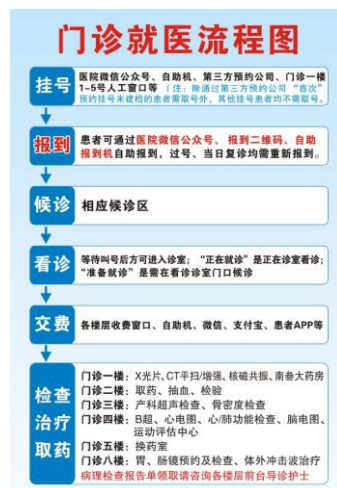 门诊就医流程图
挂号
医院微信公众号、自助机、第三方预约公司、门诊一楼
1-5号人工窗口等（注：除通过第三方预约公司“首次”
预约挂号未建档的患者需取号外，其他挂号患者均不需取号。
报到
患者可通过医院微信公众号、报到二维码、自助
报到机自助报到，过号、当日复诊均需重新报到。
候诊
相应候诊区
看诊
等待叫号后方可进入诊室；“正在就诊”是正在诊室看诊；
“准备就诊”是需在看诊诊室门口候诊
交费
各楼层收费窗口、自助机、微信、支付宝、患者APP等
检查
治疗
取药
门诊一楼：X光片、CT平扫/增强、核磁共振、南叁大药房
门诊二楼：取药、抽血、检验
门诊三楼：产科超声检查、骨密度检查
门诊四楼：B超、心电图、心/肺功能检查、脑电图、
运动评估中心
门诊五楼：换药室
门诊八楼：胃、肠镜预约及检查、体外冲击波治疗
病理检查报告单领取请咨询各楼层前台导诊护士